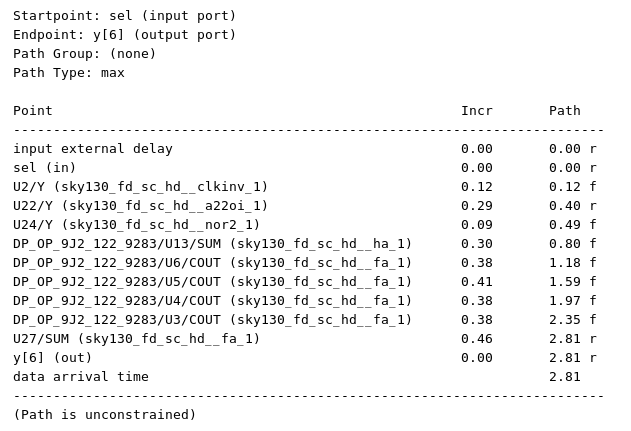 Startpoint: sel (input port)
Endpoint: y[6] (output port)
Path Group: (none)
Path Type: max
Point Incr Path
--------------------------------------------------------------------------
input external delay 0.00 0.00 r
sel (in) 0.00 0.00 r
U2/Y (sky130_fd_sc_hd__clkinv_1) 0.12 0.12 f
U22/Y (sky130_fd_sc_hd__a22oi_1) 0.29 0.40 r
U24/Y (sky130_fd_sc_hd__nor2_1) 0.09 0.49 f
DP_OP_9J2_122_9283/U13/SUM (sky130_fd_sc_hd__ha_1) 0.30 0.80 f
DP_OP_9J2_122_9283/U6/COUT (sky130_fd_sc_hd__fa_1) 0.38 1.18 f
DP_OP_9J2_122_9283/U5/COUT (sky130_fd_sc_hd__fa_1) 0.41 1.59 f
DP_OP_9J2_122_9283/U4/COUT (sky130_fd_sc_hd__fa_1) 0.38 1.97 f
DP_OP_9J2_122_9283/U3/COUT (sky130_fd_sc_hd__fa_1) 0.38 2.35 f
U27/SUM (sky130_fd_sc_hd__fa_1) 0.46 2.81 r
y[6] (out) 0.00 2.81 r
data arrival time 2.81
--------------------------------------------------------------------------
(Path is unconstrained)